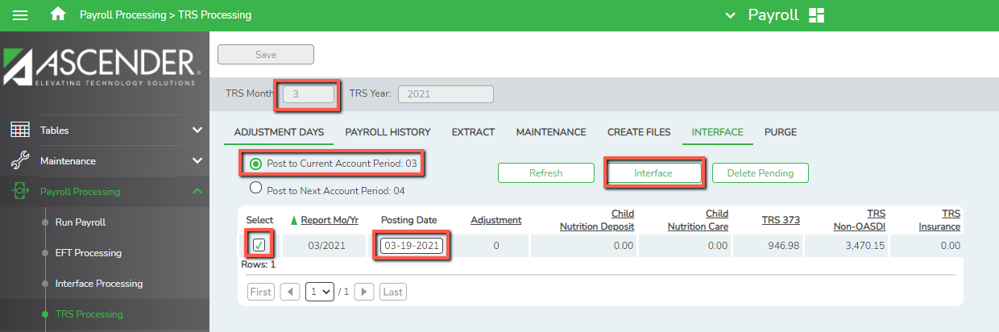 Payroll Processing > TRS Processing
Payroll
ASCENDER®
ELEVATING TECHNOLOGY SOLUTIONS
Save
TRS Month: 3 TRS Year: 2021
Tables
Maintenance
Payroll Processing
Run Payroll
EFT Processing
Interface Processing
TRS Processing
ADJUSTMENT DAYS PAYROLL HISTORY EXTRACT MAINTENANCE CREATE FILES INTERFACE PURGE
Post to Current Account Period: 03
Post to Next Account Period: 04
Refresh Interface Delete Pending
Select Report Mo/Yr Posting Date Adjustment Child Nutrition Deposit Child Nutrition Care TRS 373 TRS Non-OASDI TRS Insurance
03/2021 03-19-2021 0 0.00 0.00 946.98 3,470.15 0.00
Rows: 1
First 1 / 1 Last